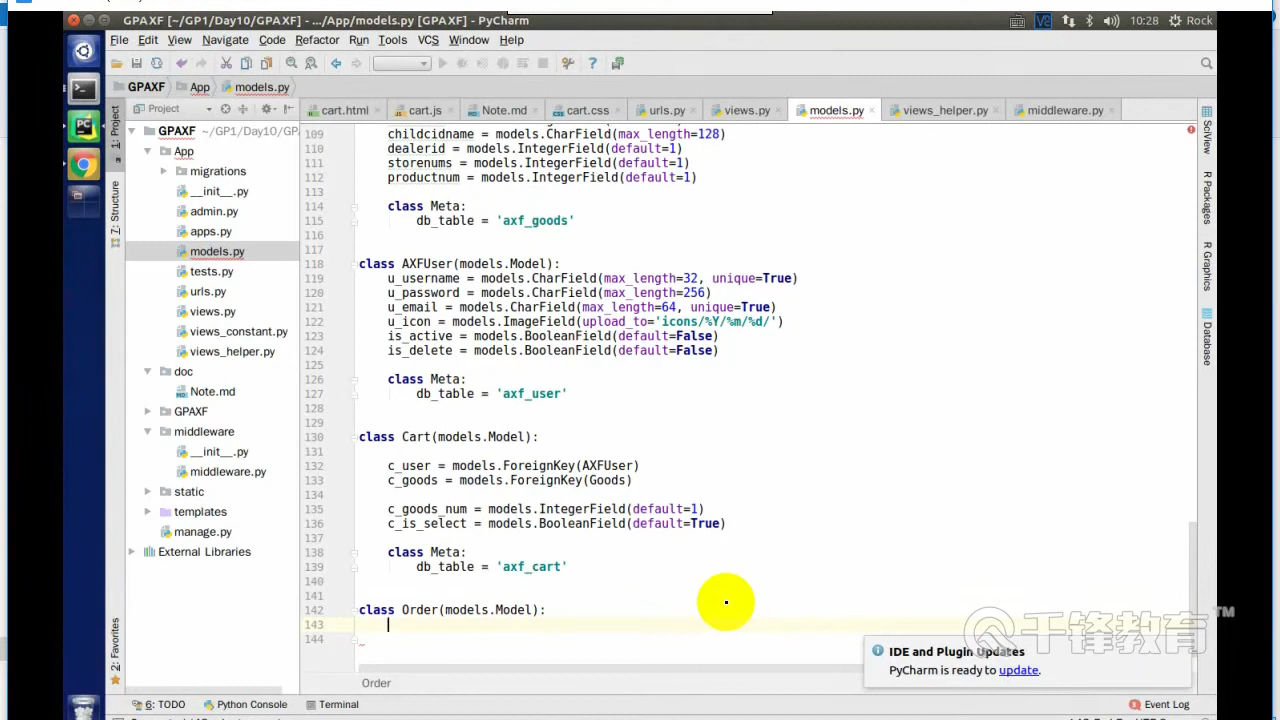 GPAXF [~/GP1/Day10/GPAXF] - .../App/models.py [GPAXF] - PyCharm
10:28 Rock
File Edit View Navigate Code Refactor Run Tools VCS Window Help
GPAXF App models.py
Project
cart.html cart.js Note.md cart.css urls.py views.py models.py views_helper.py middleware.py
GPAXF ~/GP1/Day10/GP
App
migrations
__init__.py
admin.py
apps.py
models.py
tests.py
urls.py
views.py
views_constant.py
views_helper.py
doc
Note.md
GPAXF
middleware
__init__.py
middleware.py
static
templates
manage.py
External Libraries
1: Project
7: Structure
2: Favorites
109 childcidname = models.CharField(max_length=128)
110 dealerid = models.IntegerField(default=1)
111 storenums = models.IntegerField(default=1)
112 productnum = models.IntegerField(default=1)
113
114 class Meta:
115 db_table = 'axf_goods'
116
117
118 class AXFUser(models.Model):
119 u_username = models.CharField(max_length=32, unique=True)
120 u_password = models.CharField(max_length=256)
121 u_email = models.CharField(max_length=64, unique=True)
122 u_icon = models.ImageField(upload_to='icons/%Y/%m/%d/')
123 is_active = models.BooleanField(default=False)
124 is_delete = models.BooleanField(default=False)
125
126 class Meta:
127 db_table = 'axf_user'
128
129
130 class Cart(models.Model):
131
132 c_user = models.ForeignKey(AXFUser)
133 c_goods = models.ForeignKey(Goods)
134
135 c_goods_num = models.IntegerField(default=1)
136 c_is_select = models.BooleanField(default=True)
137
138 class Meta:
139 db_table = 'axf_cart'
140
141
142 class Order(models.Model):
143
144
SciView
R Packages
R Graphics
Database
千锋教育 TM
IDE and Plugin Updates
PyCharm is ready to update.
Order
6: TODO Python Console Terminal Event Log